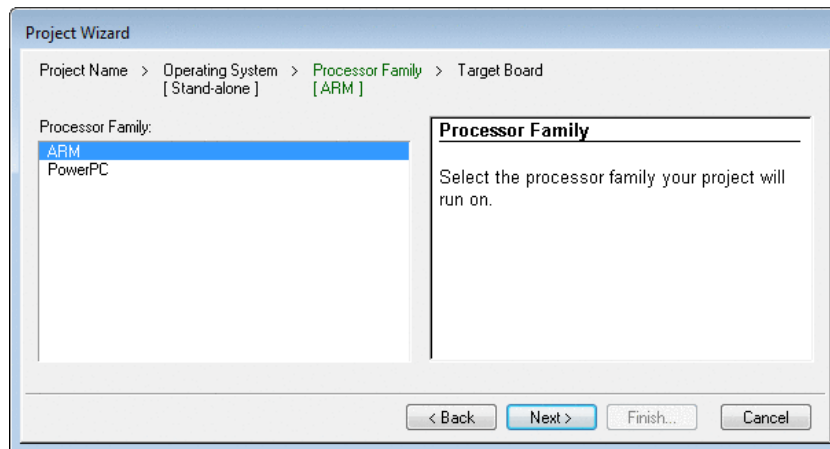 Project Wizard
Project Name > Operating System > Processor Family > Target Board
[ Stand-alone ] [ ARM ]
Processor Family:
ARM
PowerPC
Processor Family
Select the processor family your project will
run on.
< Back Next > Finish... Cancel